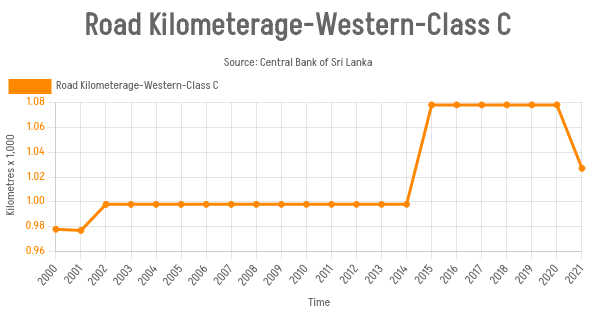 Road Kilometerage-Western-Class C
Source: Central Bank of Sri Lanka
Road Kilometerage-Western-Class C
1.08
1.06
1.04
1.02
1.00
0.98
0.96
Kilometres x 1,000
2000 2001 2002 2003 2004 2005 2006 2007 2008 2009 2010 2011 2012 2013 2014 2015 2016 2017 2018 2019 2020 2021
Time